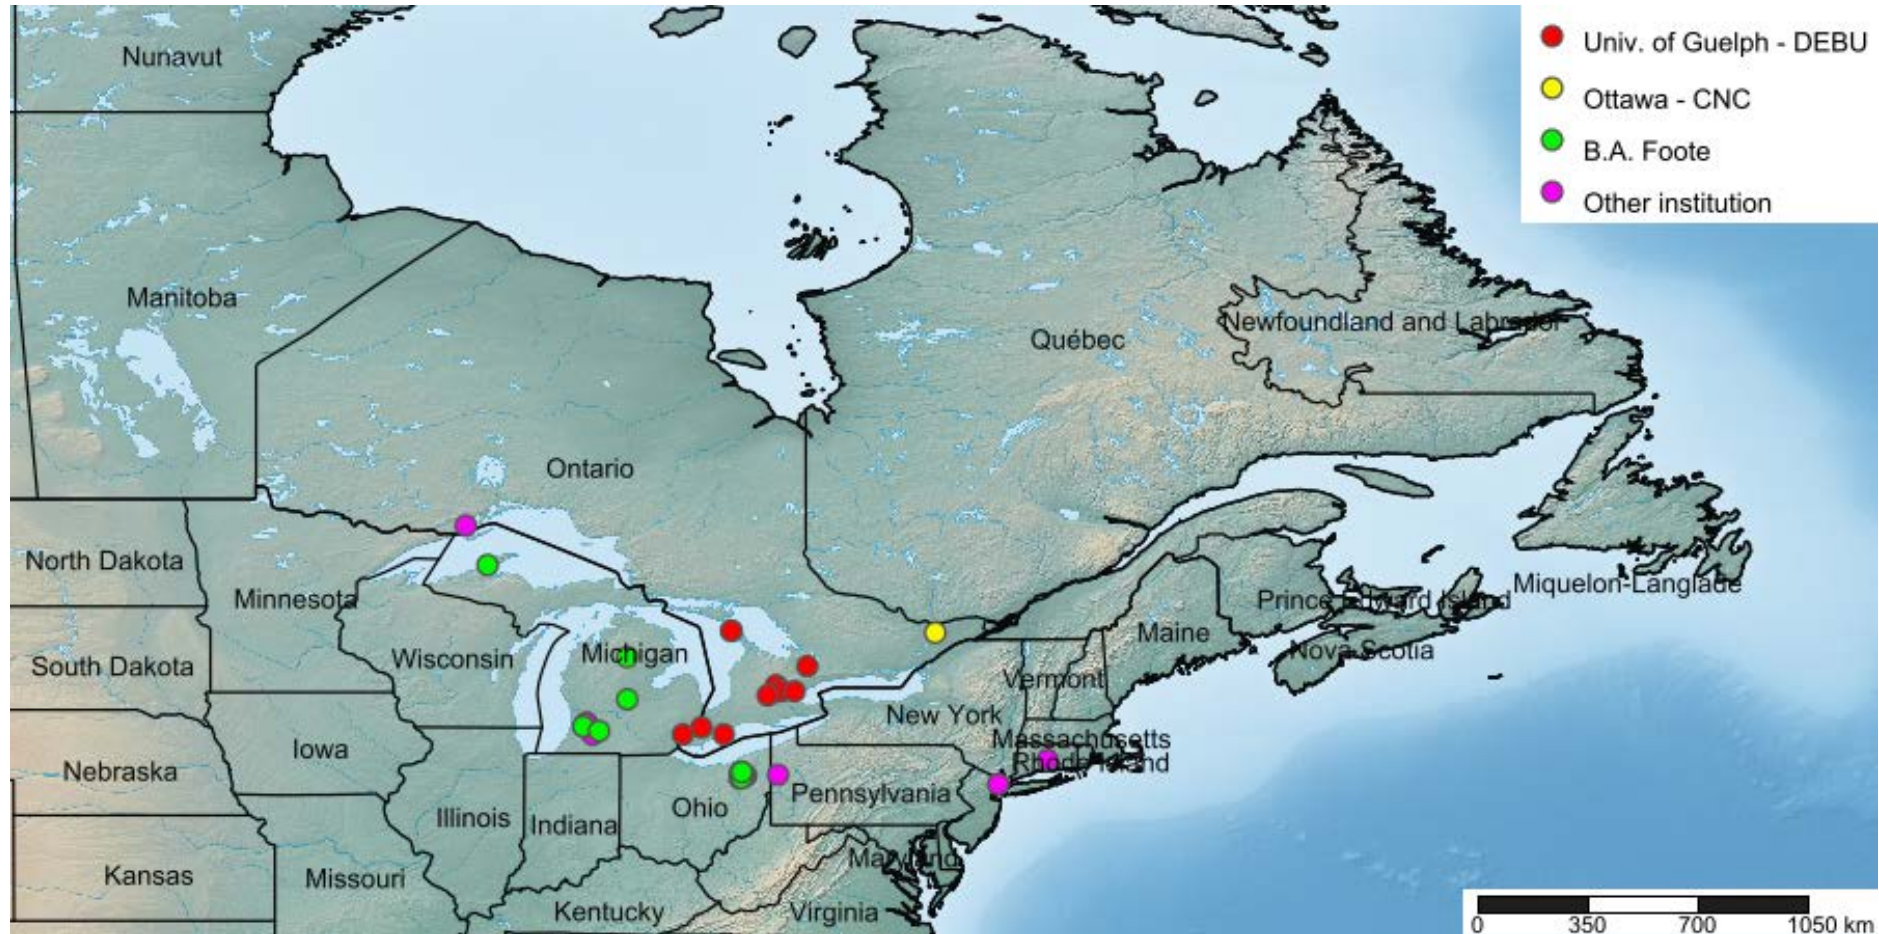 Nunavut
Univ. of Guelph - DEBU
Ottawa - CNC
B.A. Foote
Other institution
Manitoba
Québec
Newfoundland and Labrador
Ontario
North Dakota
Minnesota
Prince Edward Island
Miquelon-Langlade
South Dakota
Wisconsin
Michigan
Maine
Nova Scotia
Vermont
New York
Massachusetts
Rhode Island
Iowa
Nebraska
Illinois
Indiana
Ohio
Pennsylvania
Kansas
Missouri
Maryland
Kentucky
Virginia
0 350 700 1050 km